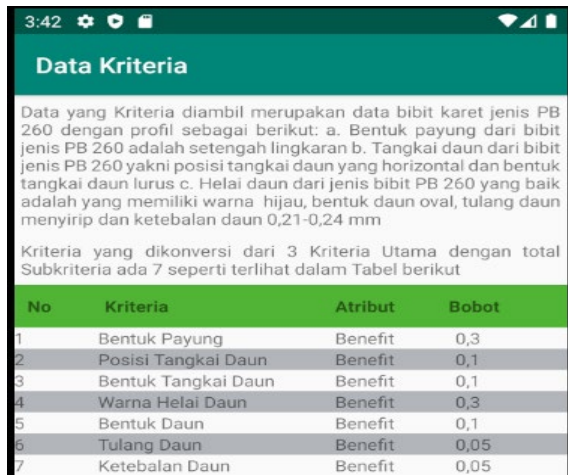 3:42
Data Kriteria
Data yang Kriteria diambil merupakan data bibit karet jenis PB
260 dengan profil sebagai berikut: a. Bentuk payung dari bibit
jenis PB 260 adalah setengah lingkaran b. Tangkai daun dari bibit
jenis PB 260 yakni posisi tangkai daun yang horizontal dan bentuk
tangkai daun lurus c. Helai daun dari jenis bibit PB 260 yang baik
adalah yang memiliki warna hijau, bentuk daun oval, tulang daun
menyirip dan ketebalan daun 0,21-0,24 mm
Kriteria yang dikonversi dari 3 Kriteria Utama dengan total
Subkriteria ada 7 seperti terlihat dalam Tabel berikut
No Kriteria Atribut Bobot
1 Bentuk Payung Benefit 0,3
2 Posisi Tangkai Daun Benefit 0,1
3 Bentuk Tangkai Daun Benefit 0,1
4 Warna Helai Daun Benefit 0,3
5 Bentuk Daun Benefit 0,1
6 Tulang Daun Benefit 0,05
7 Ketebalan Daun Benefit 0,05